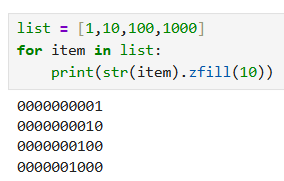 list = [1,10,100,1000]
for item in list:
    print(str(item).zfill(10))
0000000001
0000000010
0000000100
0000001000